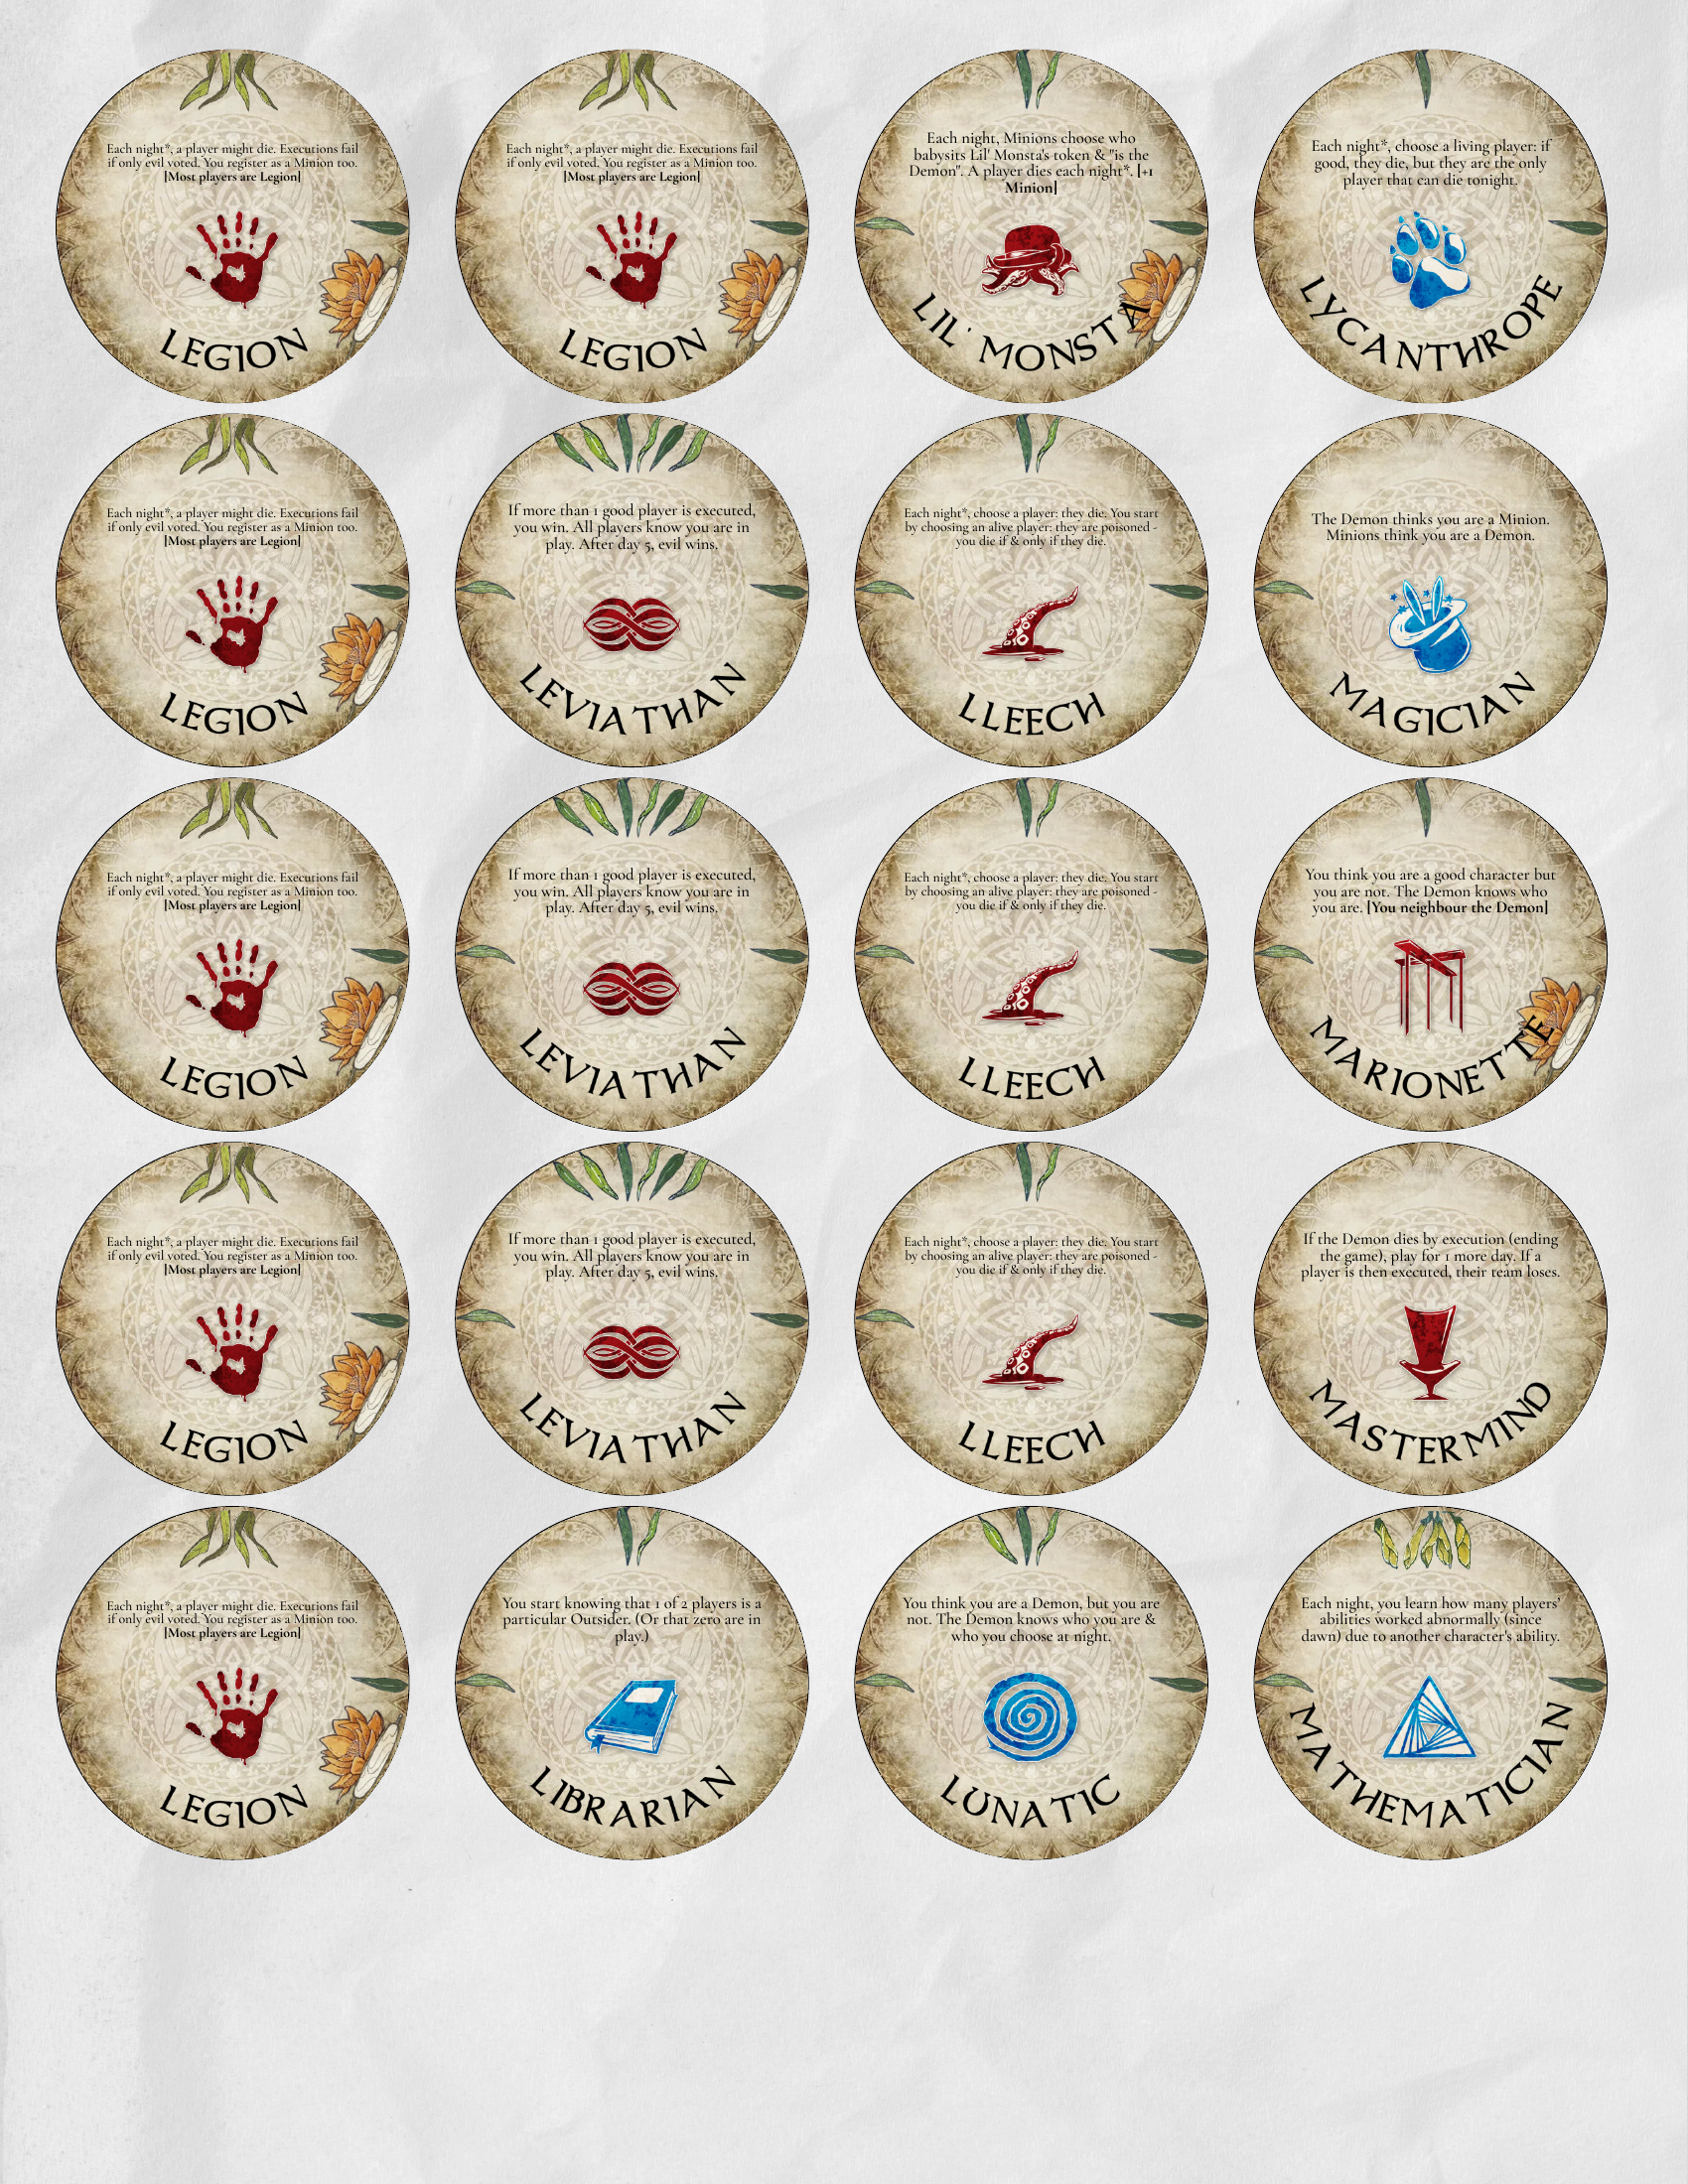 Each night*, a player might die. Executions fail
if only evil voted. You register as a Minion too.
[Most players are Legion]
LEGION
Each night*, a player might die. Executions fail
if only evil voted. You register as a Minion too.
[Most players are Legion]
LEGION
Each night, Minions choose who
babysits Lil' Monsta's token & "is the
Demon". A player dies each night*. [+1
Minion]
LIL' MONSTA
Each night*, choose a living player: if
good, they die, but they are the only
player that can die tonight.
LYCANTHROPE
Each night*, a player might die. Executions fail
if only evil voted. You register as a Minion too.
[Most players are Legion]
LEGION
If more than 1 good player is executed,
you win. All players know you are in
play. After day 5, evil wins.
LEVIATHAN
Each night*, choose a player: they die. You start
by choosing an alive player: they are poisoned -
you die if & only if they die.
LLEECH
The Demon thinks you are a Minion.
Minions think you are a Demon.
MAGICIAN
Each night*, a player might die. Executions fail
if only evil voted. You register as a Minion too.
[Most players are Legion]
LEGION
If more than 1 good player is executed,
you win. All players know you are in
play. After day 5, evil wins.
LEVIATHAN
Each night*, choose a player: they die. You start
by choosing an alive player: they are poisoned -
you die if & only if they die.
LLEECH
You think you are a good character but
you are not. The Demon knows who
you are. [You neighbour the Demon]
MARIONETTE
Each night*, a player might die. Executions fail
if only evil voted. You register as a Minion too.
[Most players are Legion]
LEGION
If more than 1 good player is executed,
you win. All players know you are in
play. After day 5, evil wins.
LEVIATHAN
Each night*, choose a player: they die. You start
by choosing an alive player: they are poisoned -
you die if & only if they die.
LLEECH
If the Demon dies by execution (ending
the game), play for 1 more day. If a
player is then executed, their team loses.
MASTERMIND
Each night*, a player might die. Executions fail
if only evil voted. You register as a Minion too.
[Most players are Legion]
LEGION
You start knowing that 1 of 2 players is a
particular Outsider. (Or that zero are in
play.)
LIBRARIAN
You think you are a Demon, but you are
not. The Demon knows who you are &
who you choose at night.
LUNATIC
Each night, you learn how many players'
abilities worked abnormally (since
dawn) due to another character's ability.
MATHEMATICIAN